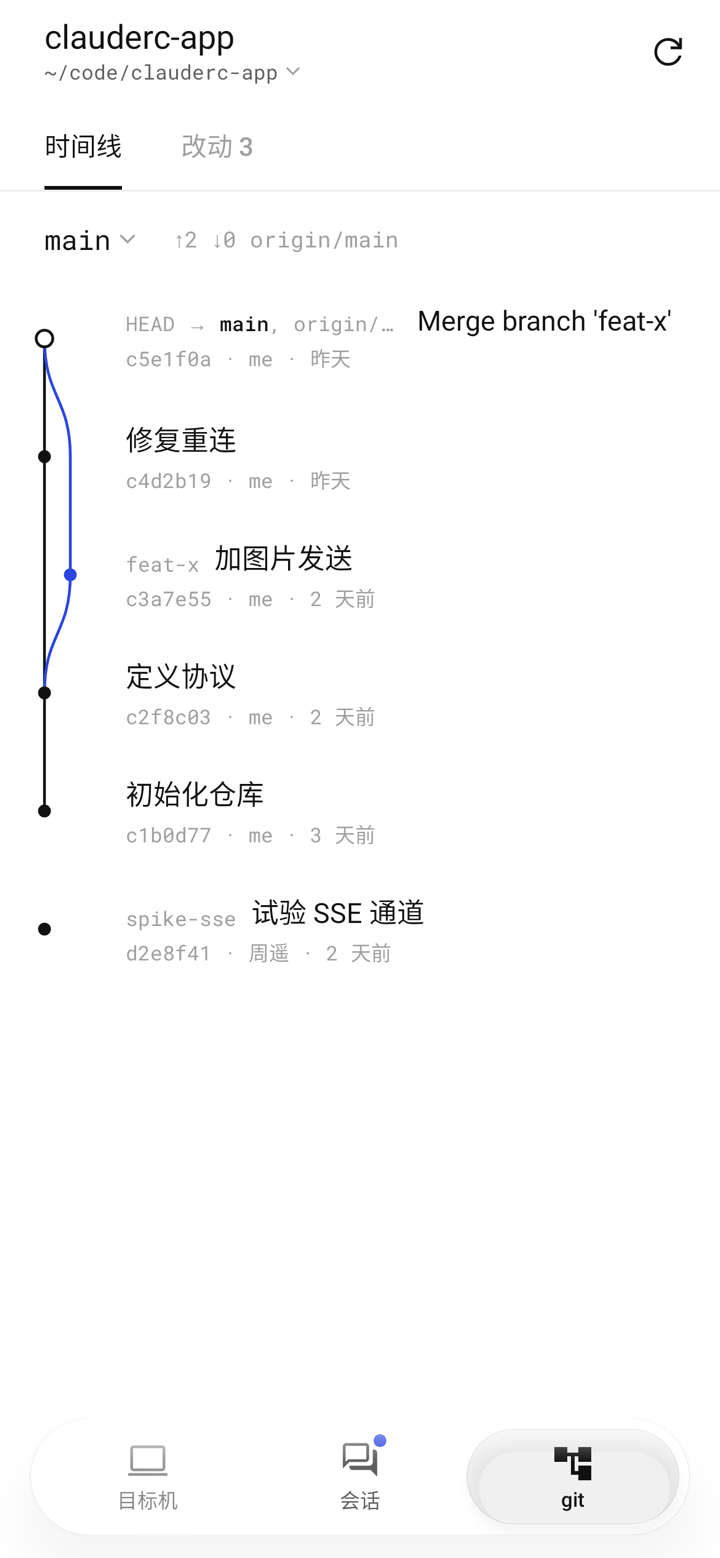 clauderc-app
~/code/clauderc-app
时间线 改动 3
main ↑2 ↓0 origin/main
HEAD → main, origin/… Merge branch 'feat-x'
c5e1f0a · me · 昨天
修复重连
c4d2b19 · me · 昨天
feat-x 加图片发送
c3a7e55 · me · 2 天前
定义协议
c2f8c03 · me · 2 天前
初始化仓库
c1b0d77 · me · 3 天前
spike-sse 试验 SSE 通道
d2e8f41 · 周遥 · 2 天前
目标机 会话 git